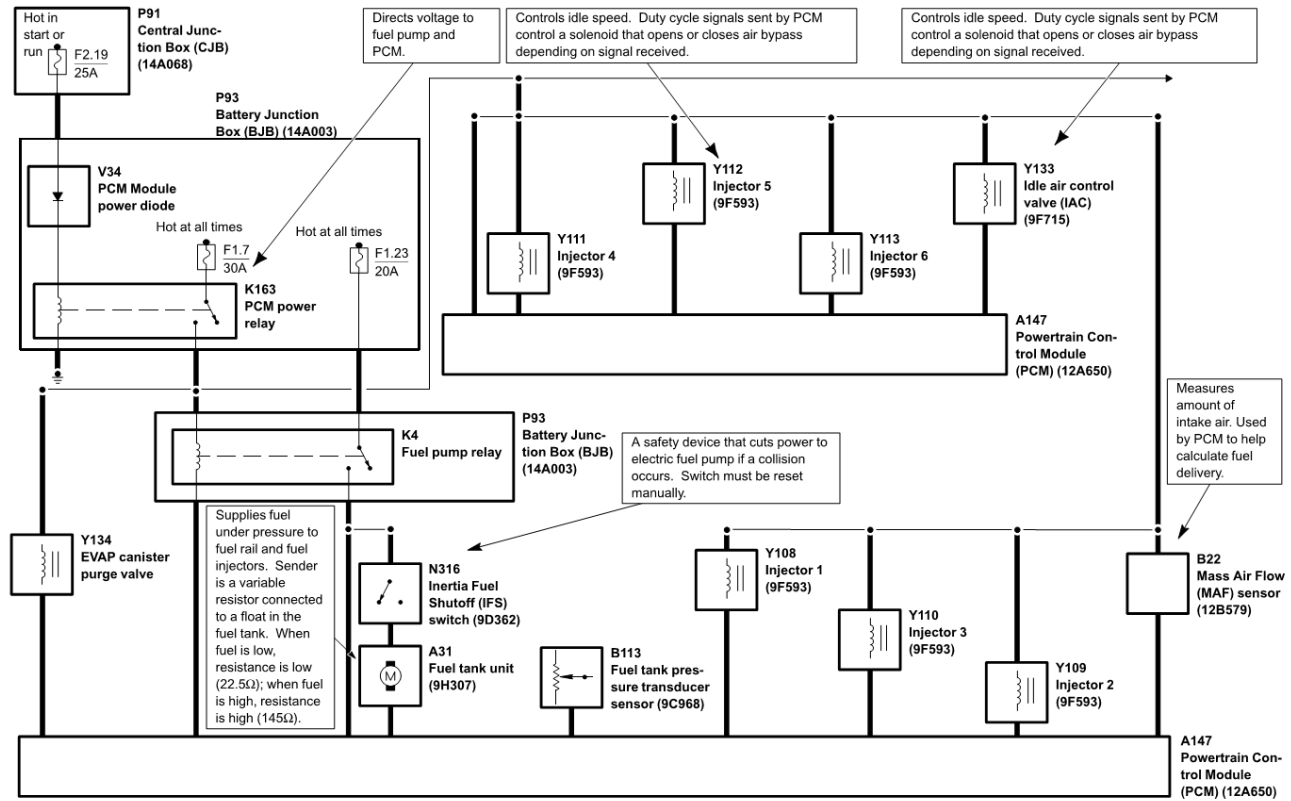 Hot in
start or
run
F2.19
25A
P91
Central Junc-
tion Box (CJB)
(14A068)
Directs voltage to
fuel pump and
PCM.
Controls idle speed.  Duty cycle signals sent by PCM
control a solenoid that opens or closes air bypass
depending on signal received.
Controls idle speed.  Duty cycle signals sent by PCM
control a solenoid that opens or closes air bypass
depending on signal received.
P93
Battery Junction
Box (BJB) (14A003)
V34
PCM Module
power diode
Hot at all times
F1.7
30A
Hot at all times
F1.23
20A
K163
PCM power
relay
Y111
Injector 4
(9F593)
Y112
Injector 5
(9F593)
Y113
Injector 6
(9F593)
Y133
Idle air control
valve (IAC)
(9F715)
A147
Powertrain Con-
trol Module
(PCM) (12A650)
K4
Fuel pump relay
P93
Battery Junc-
tion Box (BJB)
(14A003)
A safety device that cuts power to
electric fuel pump if a collision
occurs.  Switch must be reset
manually.
Measures
amount of
intake air. Used
by PCM to help
calculate fuel
delivery.
Y134
EVAP canister
purge valve
Supplies fuel
under pressure to
fuel rail and fuel
injectors.  Sender
is a variable
resistor connected
to a float in the
fuel tank.  When
fuel is low,
resistance is low
(22.5Ω); when fuel
is high, resistance
is high (145Ω).
N316
Inertia Fuel
Shutoff (IFS)
switch (9D362)
A31
Fuel tank unit
(9H307)
M
B113
Fuel tank pres-
sure transducer
sensor (9C968)
Y108
Injector 1
(9F593)
Y110
Injector 3
(9F593)
Y109
Injector 2
(9F593)
B22
Mass Air Flow
(MAF) sensor
(12B579)
A147
Powertrain Con-
trol Module
(PCM) (12A650)